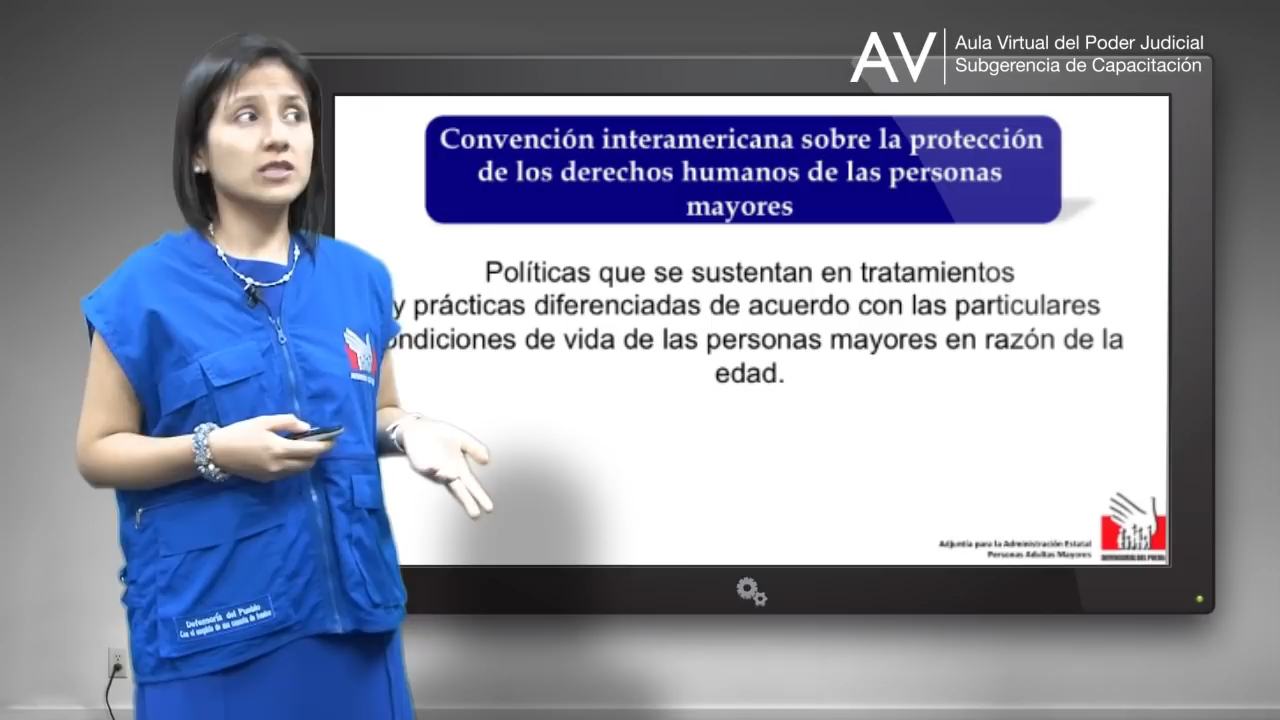 AV
Aula Virtual del Poder Judicial
Subgerencia de Capacitación
Convención interamericana sobre la protección
de los derechos humanos de las personas
mayores
Políticas que se sustentan en tratamientos
y prácticas diferenciadas de acuerdo con las particulares
ondiciones de vida de las personas mayores en razón de la
edad.
Adjuntía para la Administración Estatal
Personas Adultas Mayores
DEFENSORIA DEL PUEBLO
Defensoría del Pueblo